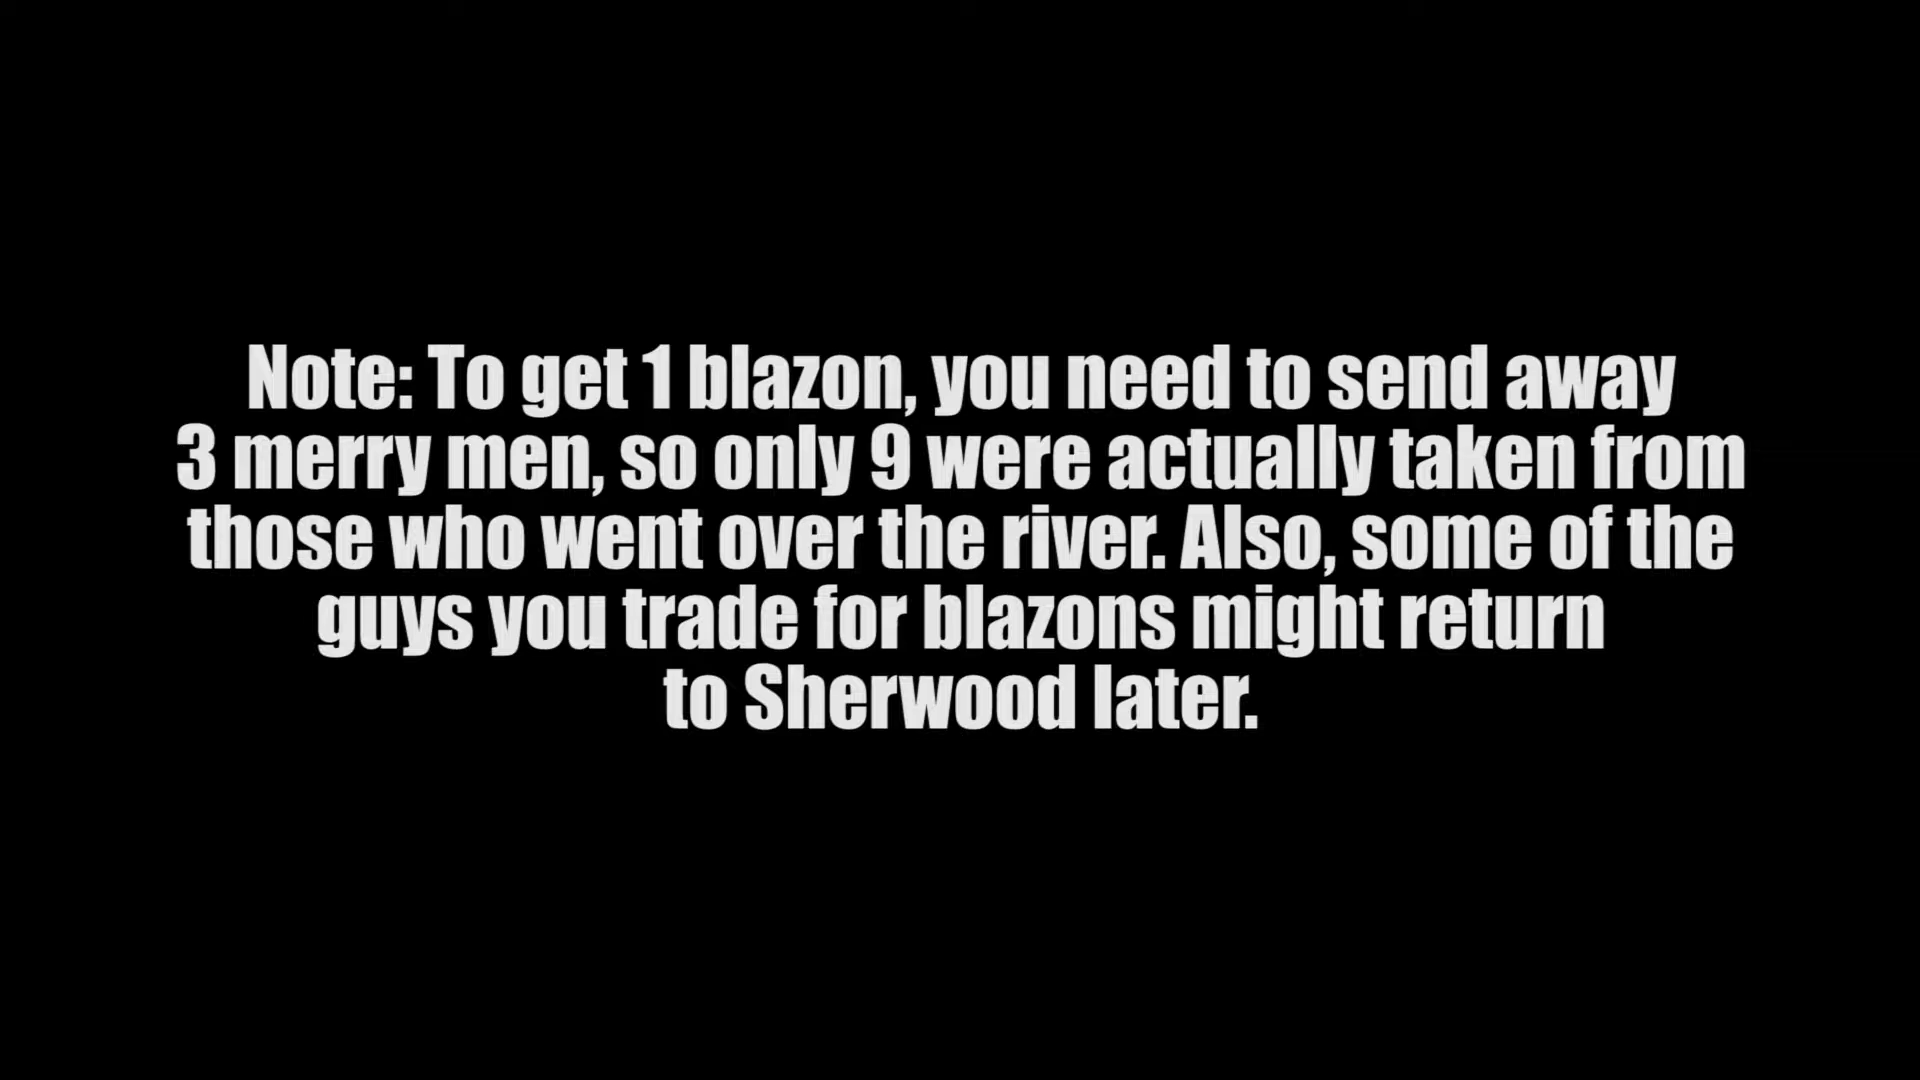 Note: To get 1 blazon, you need to send away
3 merry men, so only 9 were actually taken from
those who went over the river. Also, some of the
guys you trade for blazons might return
to Sherwood later.